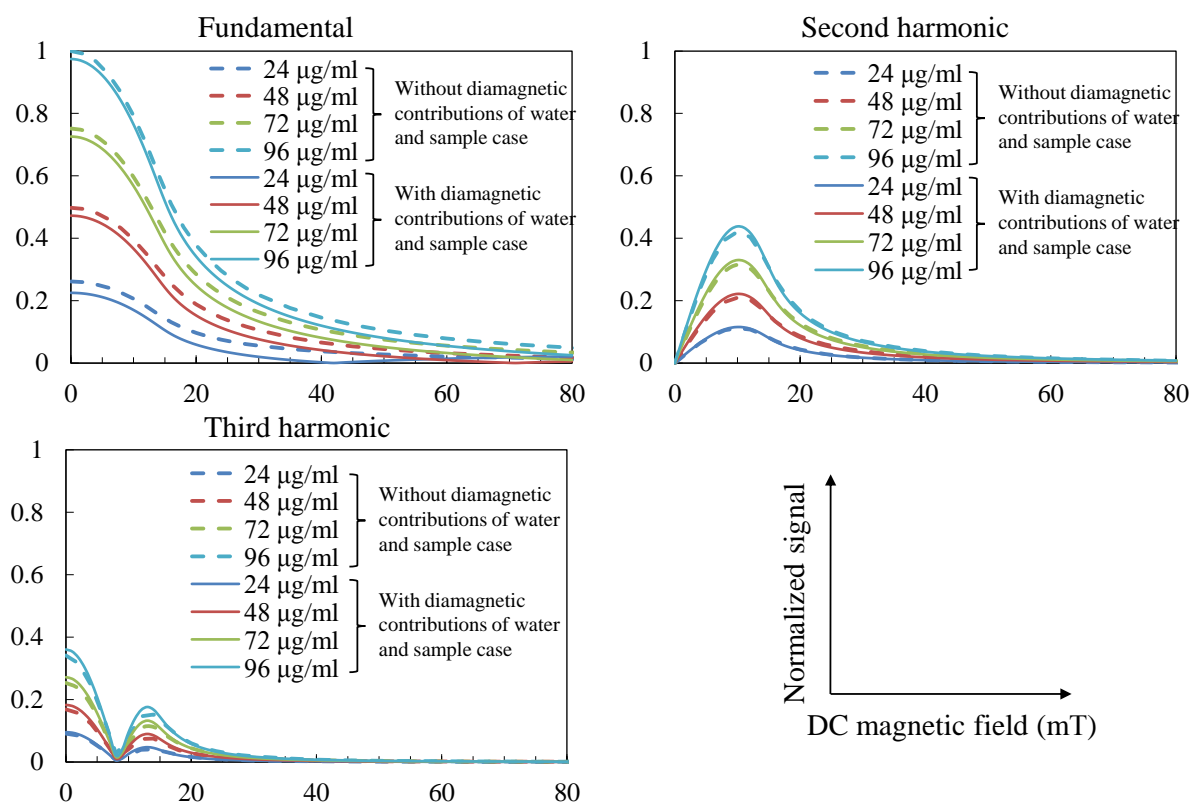 Fundamental
1
0.8
0.6
0.4
0.2
0
0 20 40 60 80
24 μg/ml
48 μg/ml
72 μg/ml
96 μg/ml
24 μg/ml
48 μg/ml
72 μg/ml
96 μg/ml
Without diamagnetic
contributions of water
and sample case
With diamagnetic
contributions of water
and sample case
Second harmonic
1
0.8
0.6
0.4
0.2
0
0 20 40 60 80
24 μg/ml
48 μg/ml
72 μg/ml
96 μg/ml
24 μg/ml
48 μg/ml
72 μg/ml
96 μg/ml
Without diamagnetic
contributions of water
and sample case
With diamagnetic
contributions of water
and sample case
Third harmonic
1
0.8
0.6
0.4
0.2
0
0 20 40 60 80
24 μg/ml
48 μg/ml
72 μg/ml
96 μg/ml
24 μg/ml
48 μg/ml
72 μg/ml
96 μg/ml
Without diamagnetic
contributions of water
and sample case
With diamagnetic
contributions of water
and sample case
Normalized signal
DC magnetic field (mT)